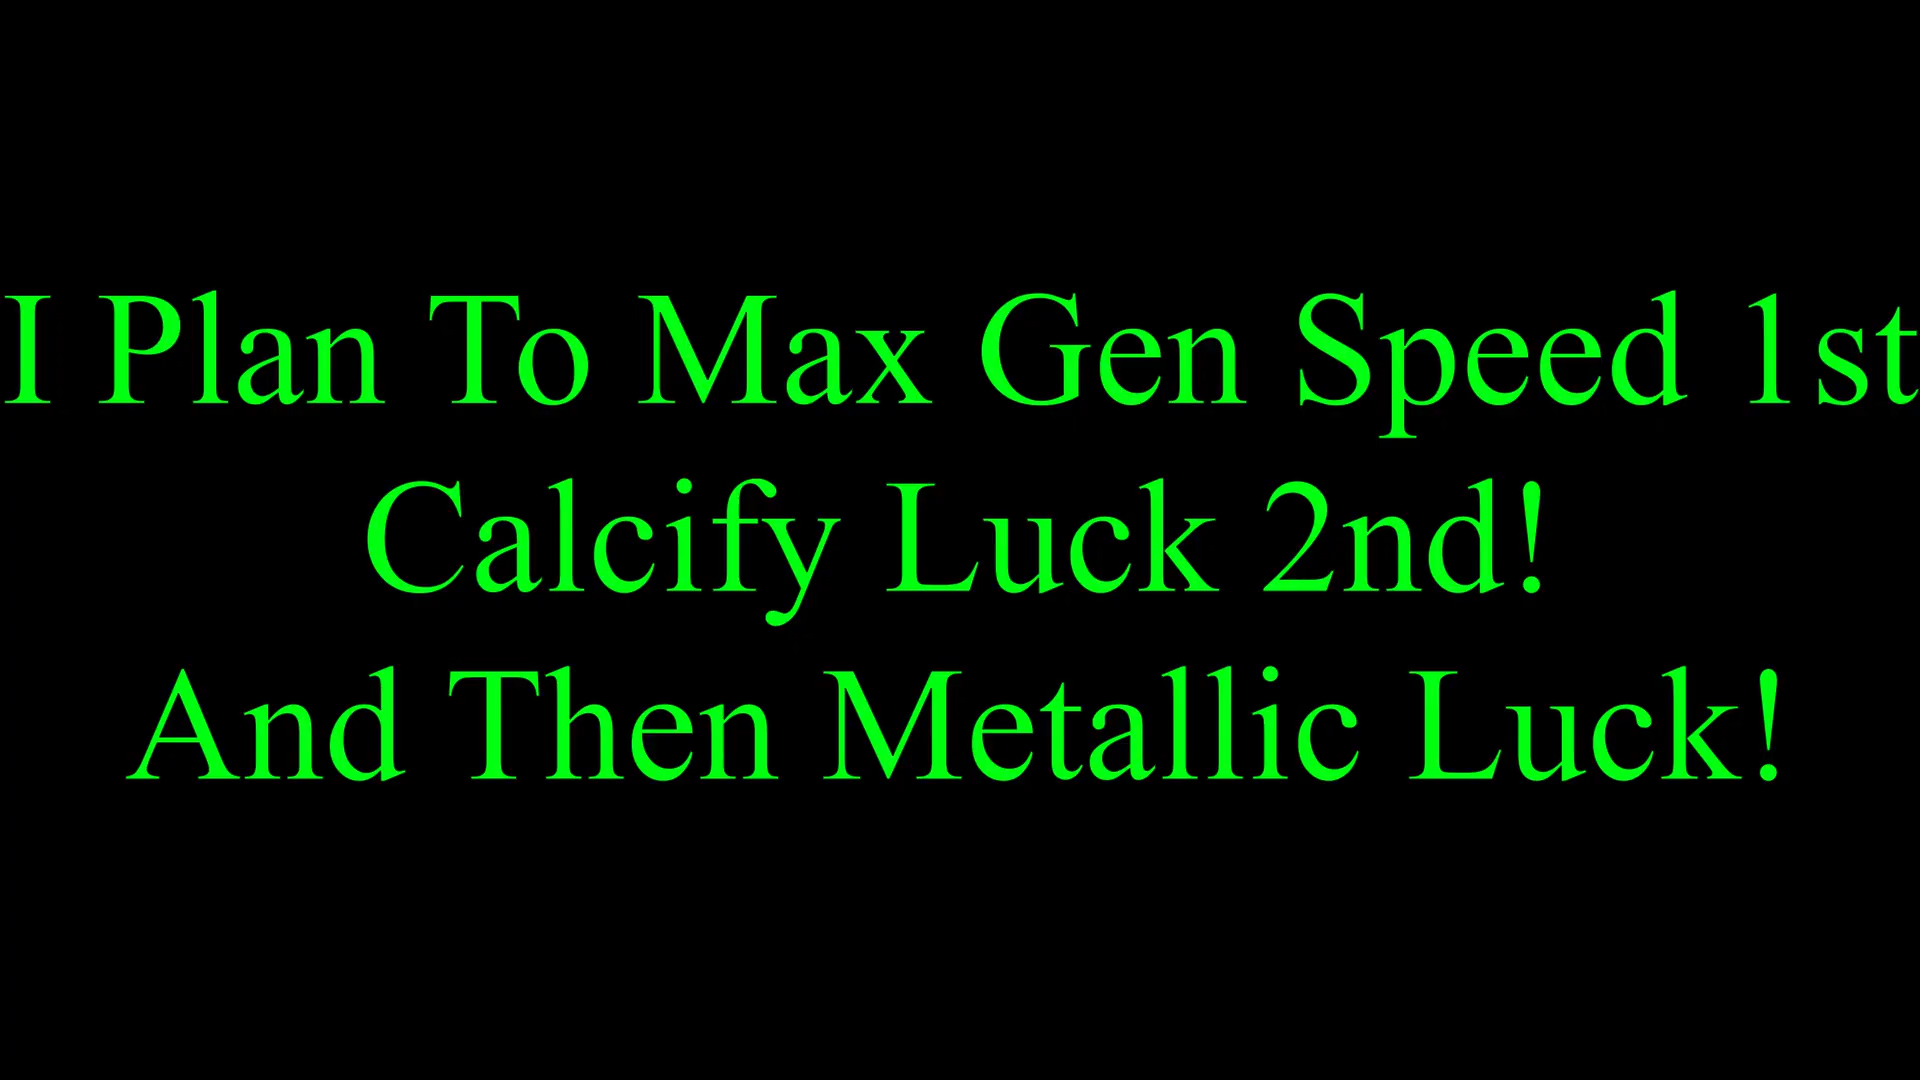 I Plan To Max Gen Speed 1st
Calcify Luck 2nd!
And Then Metallic Luck!